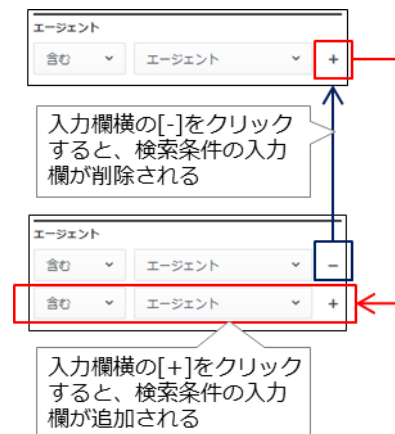 エージェント
含む エージェント +
入力欄横の[-]をクリック
すると、検索条件の入力
欄が削除される
エージェント
含む エージェント −
含む エージェント +
入力欄横の[+]をクリック
すると、検索条件の入力
欄が追加される